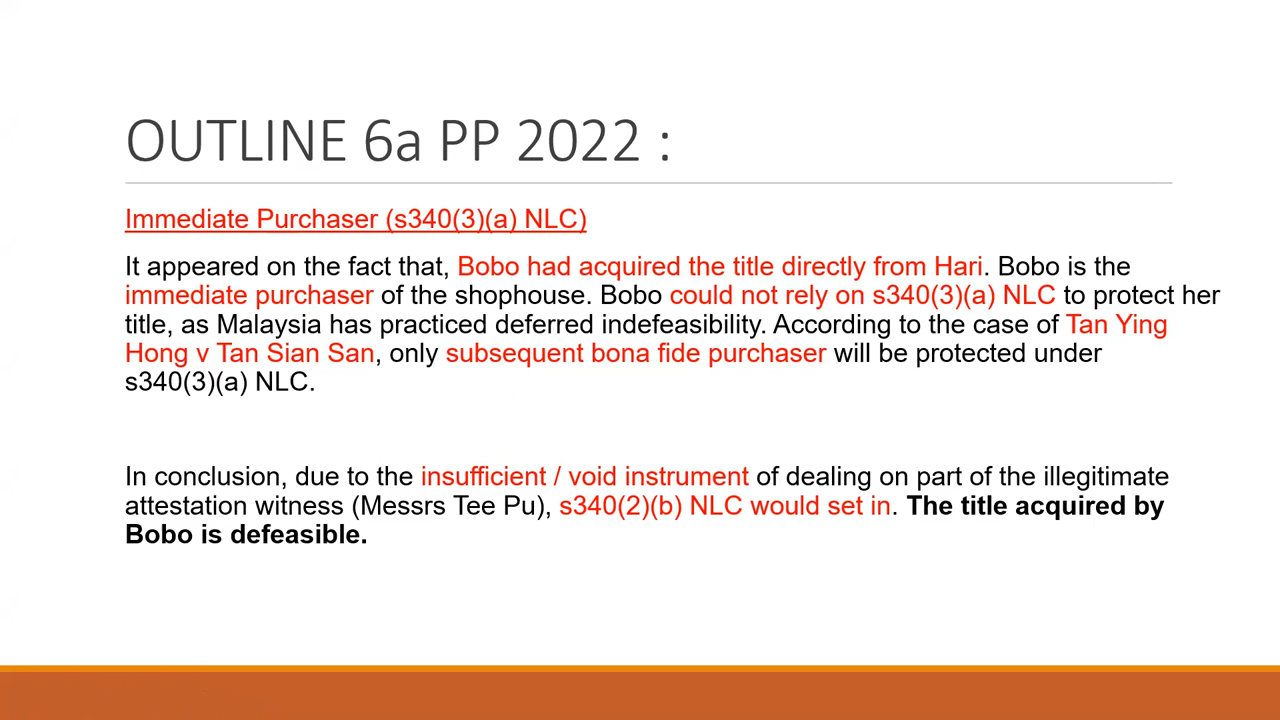 OUTLINE 6a PP 2022 :
Immediate Purchaser (s340(3)(a) NLC)
It appeared on the fact that, Bobo had acquired the title directly from Hari. Bobo is the
immediate purchaser of the shophouse. Bobo could not rely on s340(3)(a) NLC to protect her
title, as Malaysia has practiced deferred indefeasibility. According to the case of Tan Ying
Hong v Tan Sian San, only subsequent bona fide purchaser will be protected under
s340(3)(a) NLC.
In conclusion, due to the insufficient / void instrument of dealing on part of the illegitimate
attestation witness (Messrs Tee Pu), s340(2)(b) NLC would set in. The title acquired by
Bobo is defeasible.